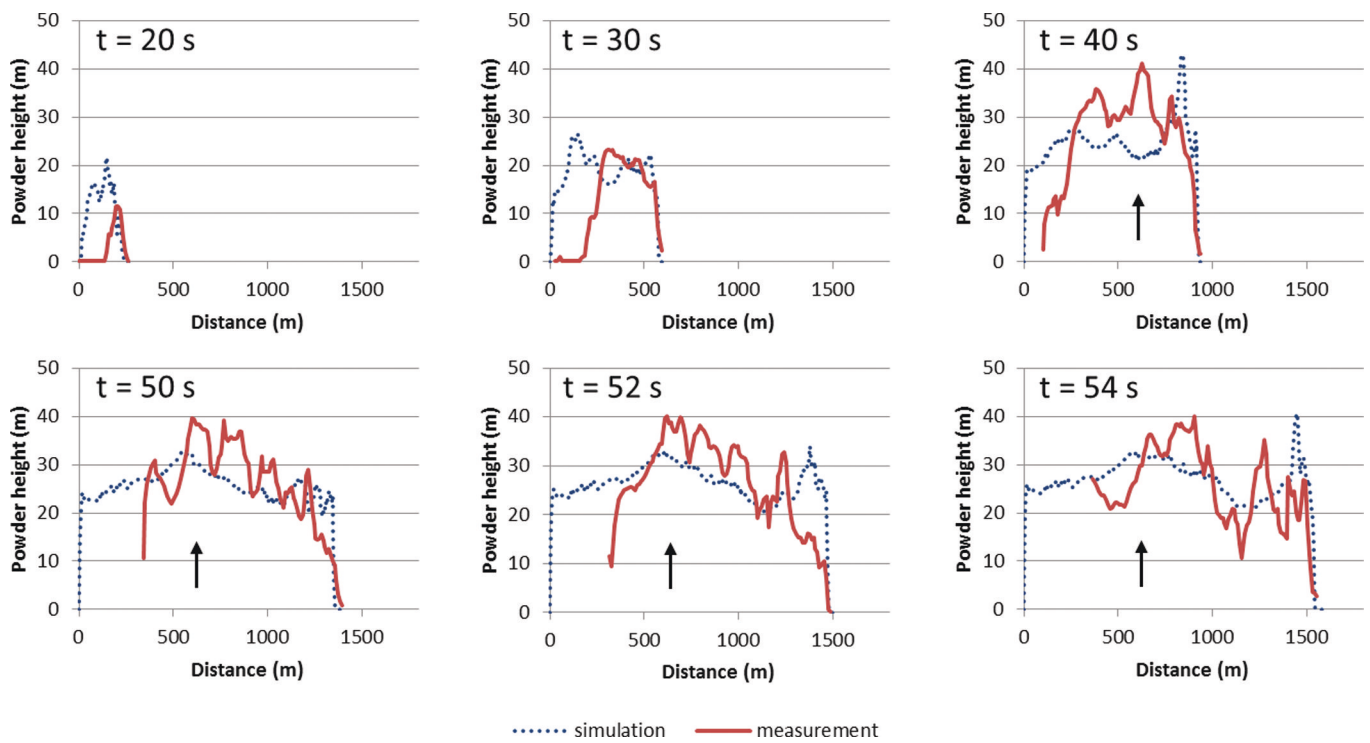 t = 20 s
Powder height (m)
50
40
30
20
10
0
0 500 1000 1500
Distance (m)
t = 30 s
Powder height (m)
50
40
30
20
10
0
0 500 1000 1500
Distance (m)
t = 40 s
Powder height (m)
50
40
30
20
10
0
0 500 1000 1500
Distance (m)
t = 50 s
Powder height (m)
50
40
30
20
10
0
0 500 1000 1500
Distance (m)
t = 52 s
Powder height (m)
50
40
30
20
10
0
0 500 1000 1500
Distance (m)
t = 54 s
Powder height (m)
50
40
30
20
10
0
0 500 1000 1500
Distance (m)
simulation measurement